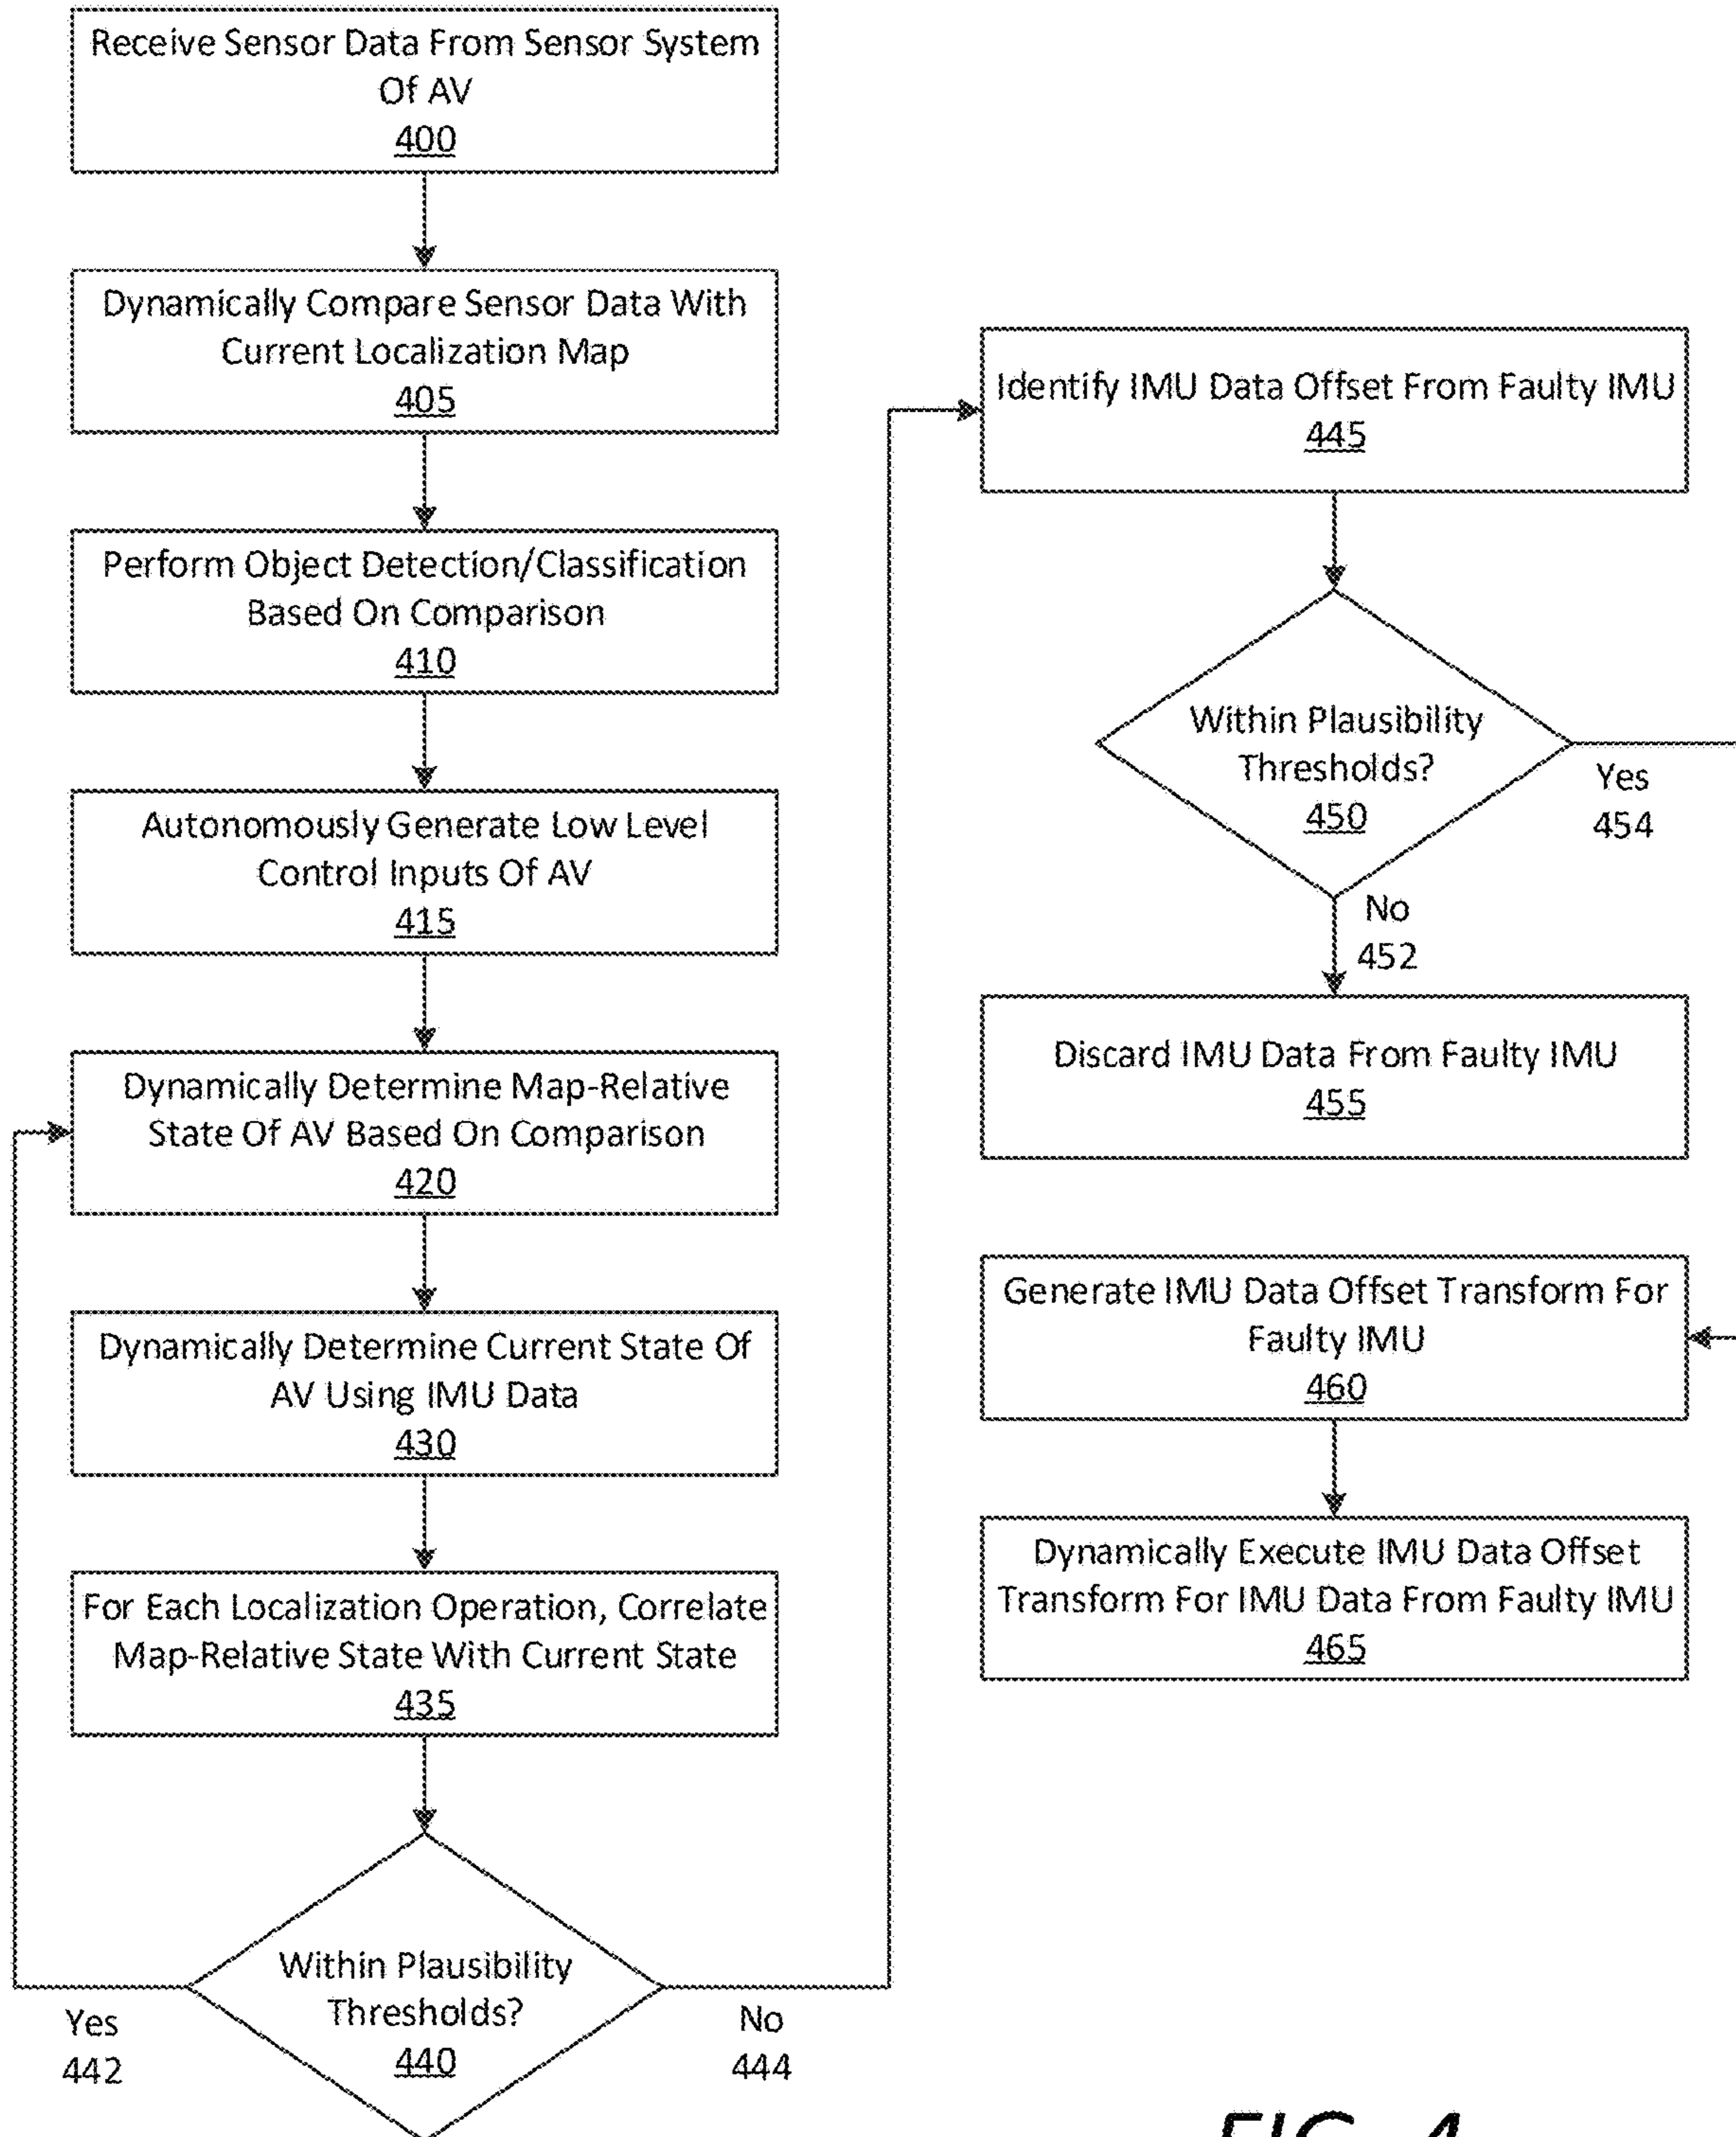 Receive Sensor Data From Sensor System
Of AV
400
Dynamically Compare Sensor Data With
Current Localization Map
405
Perform Object Detection/Classification
Based On Comparison
410
Autonomously Generate Low Level
Control Inputs Of AV
415
Dynamically Determine Map-Relative
State Of AV Based On Comparison
420
Dynamically Determine Current State Of
AV Using IMU Data
430
For Each Localization Operation, Correlate
Map-Relative State With Current State
435
Within Plausibility
Thresholds?
440
Yes
442
No
444
Identify IMU Data Offset From Faulty IMU
445
Within Plausibility
Thresholds?
450
Yes
454
No
452
Discard IMU Data From Faulty IMU
455
Generate IMU Data Offset Transform For
Faulty IMU
460
Dynamically Execute IMU Data Offset
Transform For IMU Data From Faulty IMU
465
FIG. 4